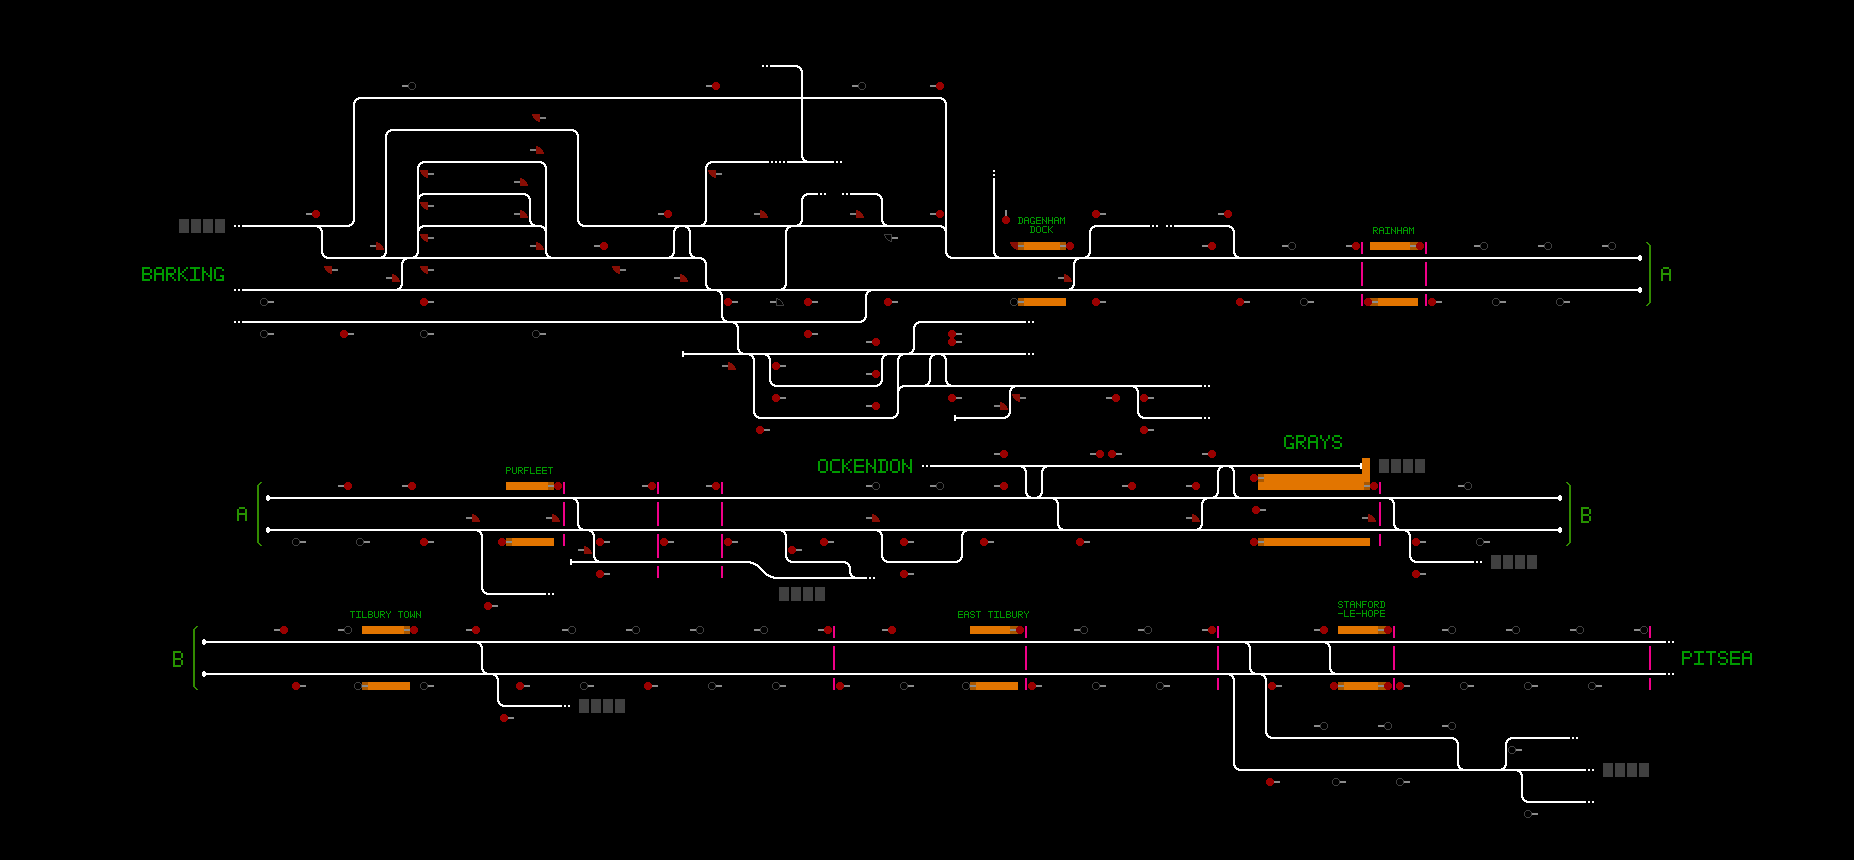 DAGENHAM
DOCK
RAINHAM
BARKING
A
GRAYS
OCKENDON
PURFLEET
A
B
TILBURY TOWN
EAST TILBURY
STANFORD
-LE-HOPE
B
PITSEA